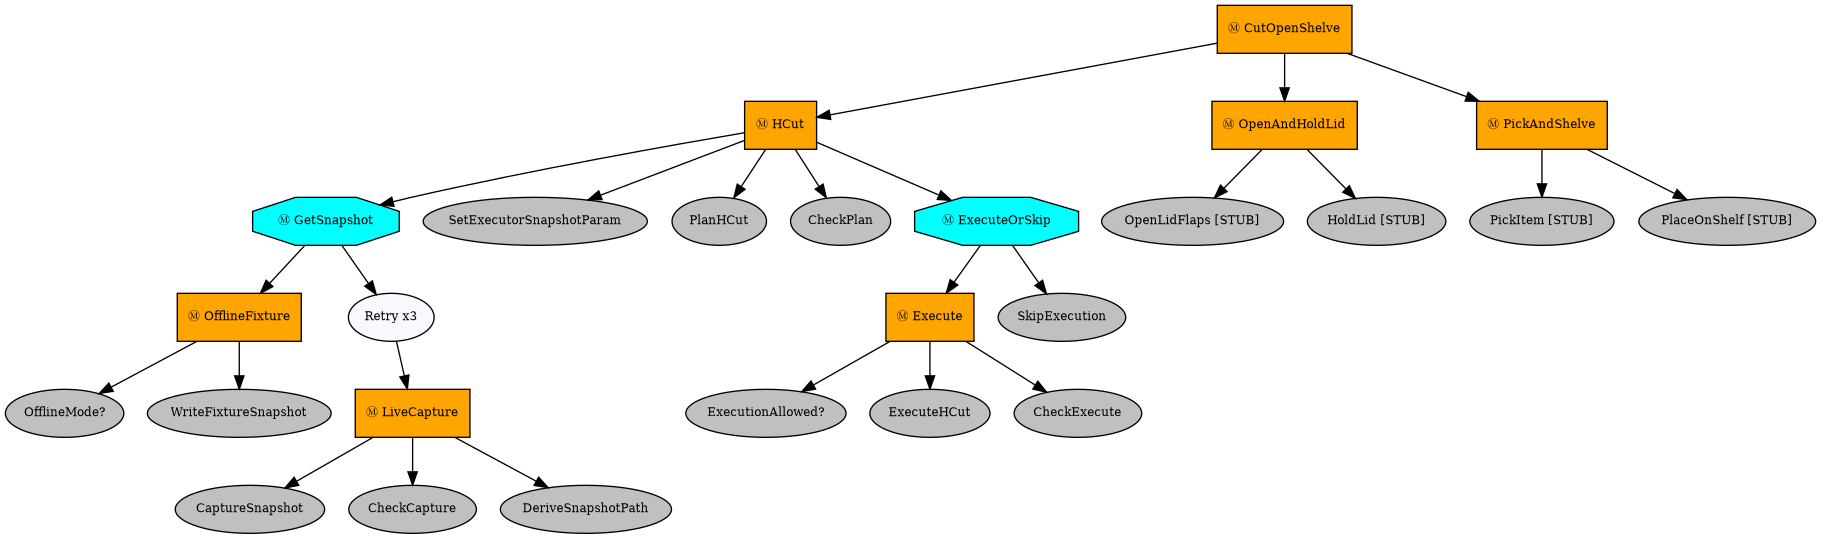 Ⓜ CutOpenShelve
Ⓜ HCut
Ⓜ OpenAndHoldLid
Ⓜ PickAndShelve
Ⓜ GetSnapshot
SetExecutorSnapshotParam
PlanHCut
CheckPlan
Ⓜ ExecuteOrSkip
OpenLidFlaps [STUB]
HoldLid [STUB]
PickItem [STUB]
PlaceOnShelf [STUB]
Ⓜ OfflineFixture
Retry x3
Ⓜ Execute
SkipExecution
OfflineMode?
WriteFixtureSnapshot
Ⓜ LiveCapture
ExecutionAllowed?
ExecuteHCut
CheckExecute
CaptureSnapshot
CheckCapture
DeriveSnapshotPath